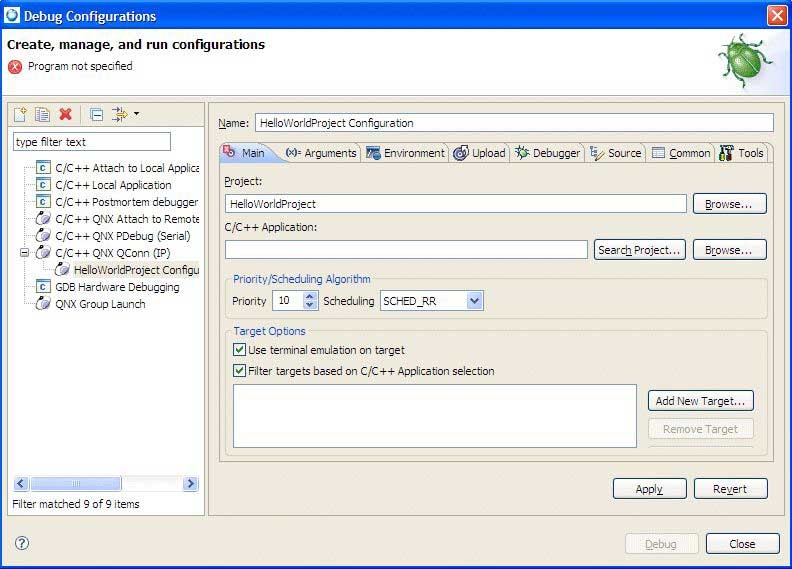 Debug Configurations
Create, manage, and run configurations
Program not specified
type filter text
C/C++ Attach to Local Applica
C/C++ Local Application
C/C++ Postmortem debugger
C/C++ QNX Attach to Remote
C/C++ QNX PDebug (Serial)
C/C++ QNX QConn (IP)
HelloWorldProject Configu
GDB Hardware Debugging
QNX Group Launch
Filter matched 9 of 9 items
Name: HelloWorldProject Configuration
Main (x)= Arguments Environment Upload Debugger Source Common Tools
Project:
HelloWorldProject Browse...
C/C++ Application:
Search Project... Browse...
Priority/Scheduling Algorithm
Priority 10 Scheduling SCHED_RR
Target Options
Use terminal emulation on target
Filter targets based on C/C++ Application selection
Add New Target...
Remove Target
Apply Revert
? Debug Close